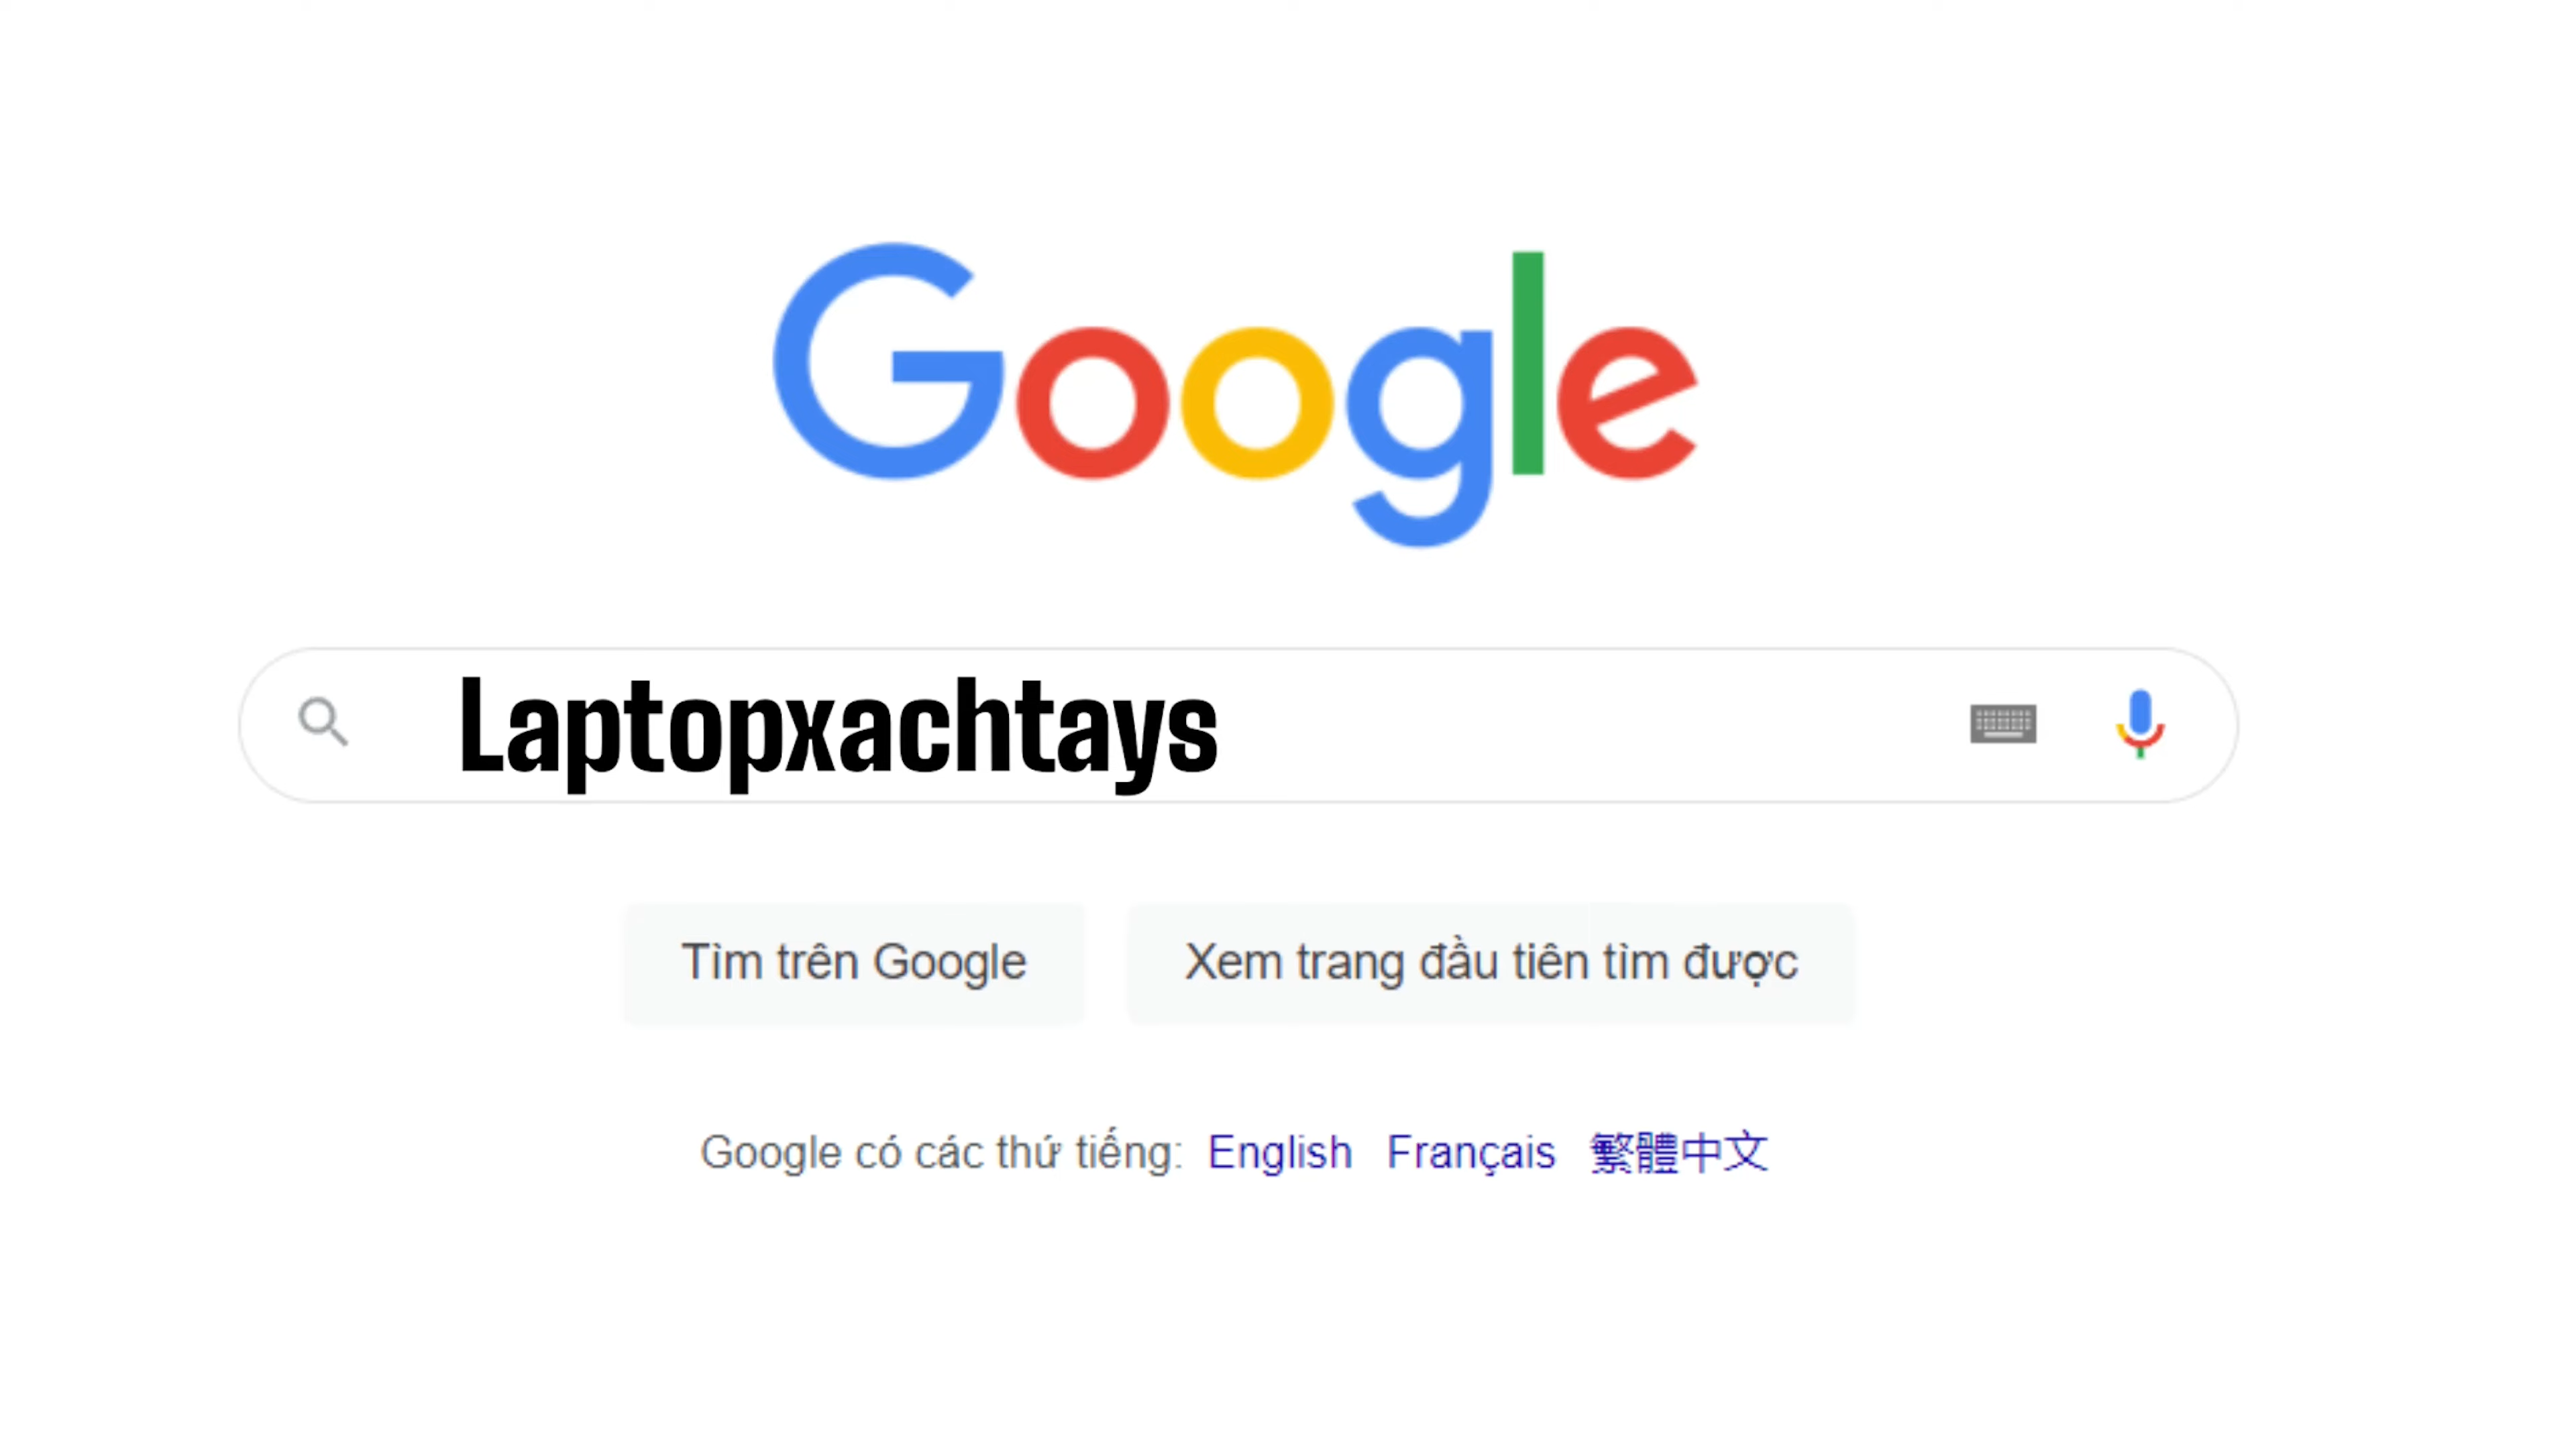 Google
Laptopxachtays
Tìm trên Google
Xem trang đầu tiên tìm được
Google có các thứ tiếng: English Français 繁體中文